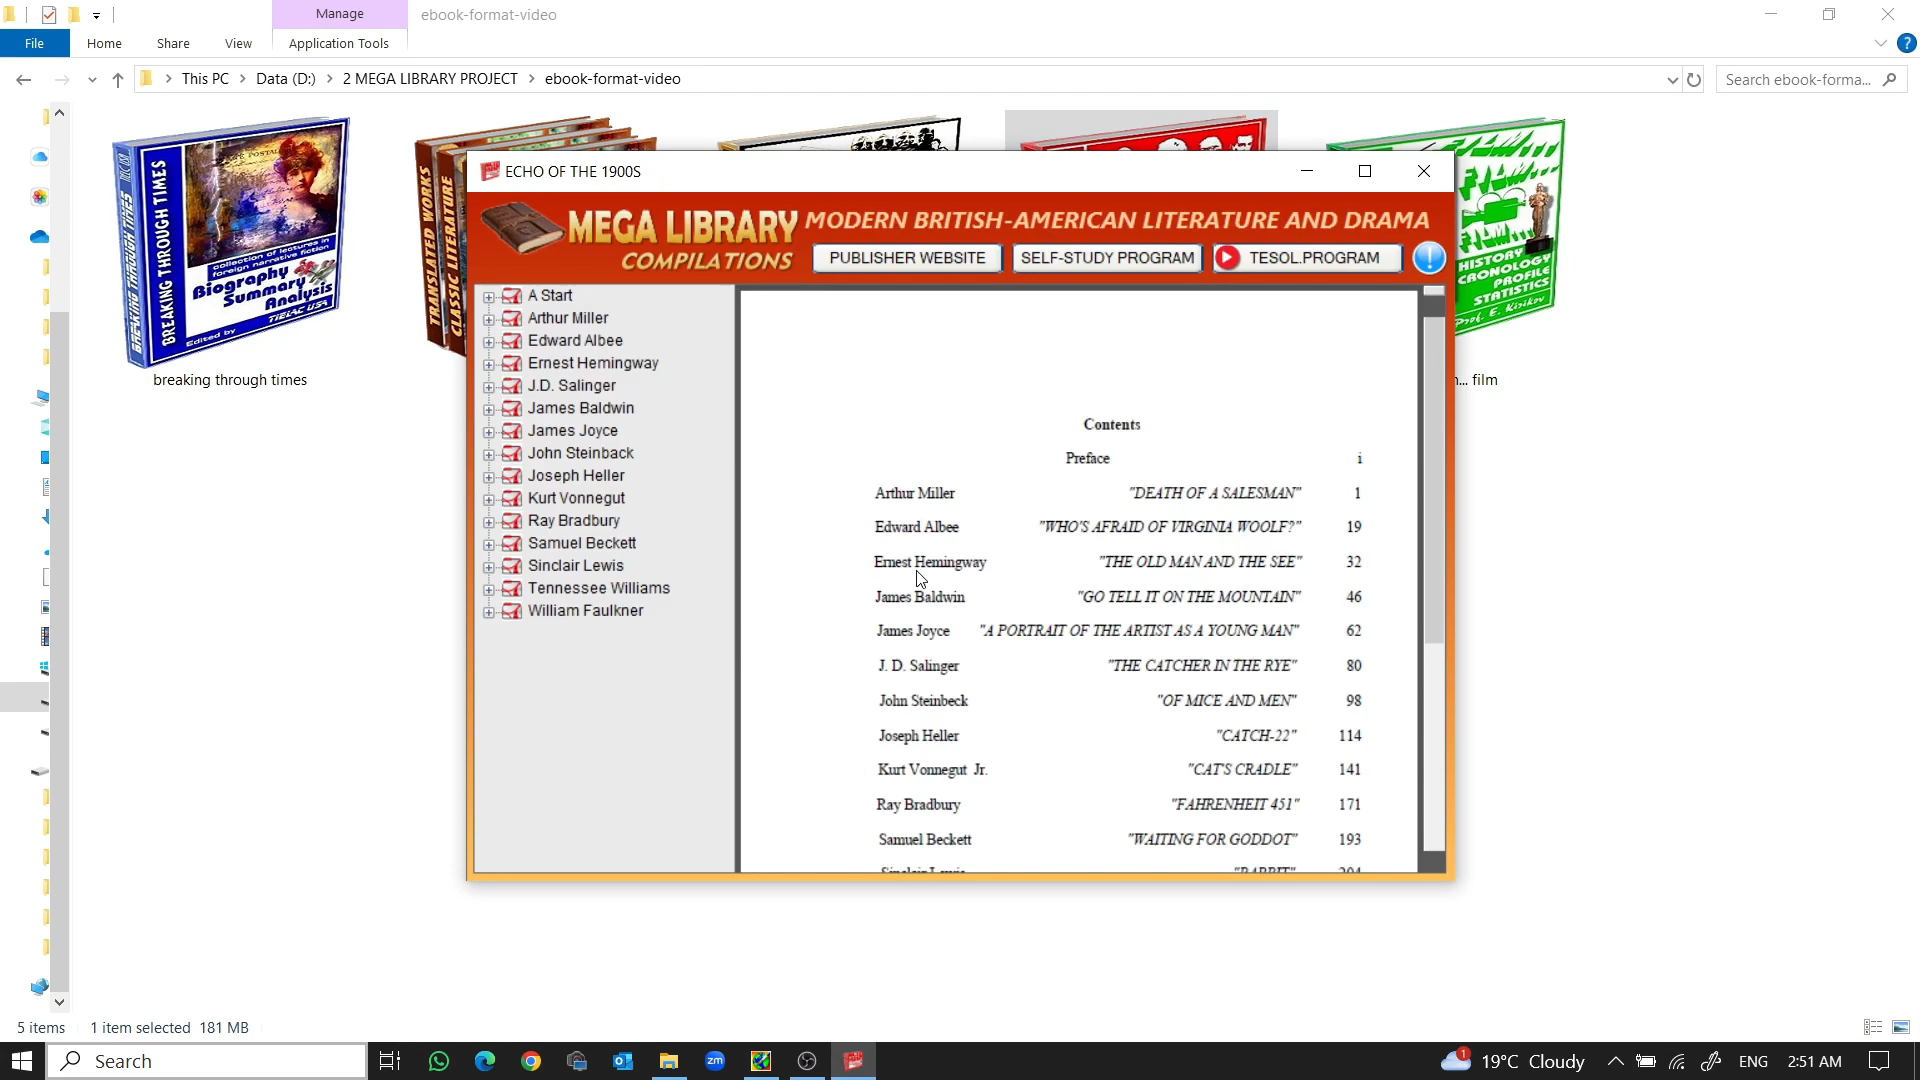 Manage
ebook-format-video
File
Home
Share
View
Application Tools
This PC
Data (D:)
2 MEGA LIBRARY PROJECT
ebook-format-video
Search ebook-forma...
BREAKING THROUGH TIMES
collection of lectures in
foreign narrative fiction
Biography
Summary
Analysis
Edited by TIELAC USA
breaking through times
TRANSLATED WORKS
CLASSIC LITERATURE
FILM...
FILM...
HISTORY
CRONOLOGY
PROFILE
STATISTICS
Prof. E. Kirikov
n... film
ECHO OF THE 1900S
MEGA LIBRARY
COMPILATIONS
MODERN BRITISH-AMERICAN LITERATURE AND DRAMA
PUBLISHER WEBSITE
SELF-STUDY PROGRAM
TESOL.PROGRAM
A Start
Arthur Miller
Edward Albee
Ernest Hemingway
J.D. Salinger
James Baldwin
James Joyce
John Steinback
Joseph Heller
Kurt Vonnegut
Ray Bradbury
Samuel Beckett
Sinclair Lewis
Tennessee Williams
William Faulkner
Contents
Preface i
Arthur Miller "DEATH OF A SALESMAN" 1
Edward Albee "WHO'S AFRAID OF VIRGINIA WOOLF?" 19
Ernest Hemingway "THE OLD MAN AND THE SEE" 32
James Baldwin "GO TELL IT ON THE MOUNTAIN" 46
James Joyce "A PORTRAIT OF THE ARTIST AS A YOUNG MAN" 62
J. D. Salinger "THE CATCHER IN THE RYE" 80
John Steinbeck "OF MICE AND MEN" 98
Joseph Heller "CATCH-22" 114
Kurt Vonnegut Jr. "CAT'S CRADLE" 141
Ray Bradbury "FAHRENHEIT 451" 171
Samuel Beckett "WAITING FOR GODDOT" 193
5 items
1 item selected 181 MB
Search
zm
1
19°C Cloudy
ENG
2:51 AM